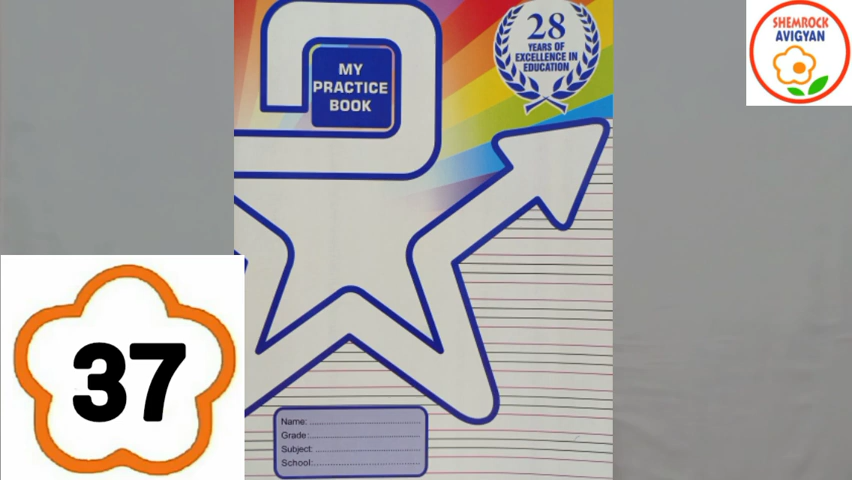 MY
PRACTICE
BOOK
28
YEARS OF
EXCELLENCE IN
EDUCATION
SHEMROCK
AVIGYAN
37
Name:
Grade:
Subject:
School: